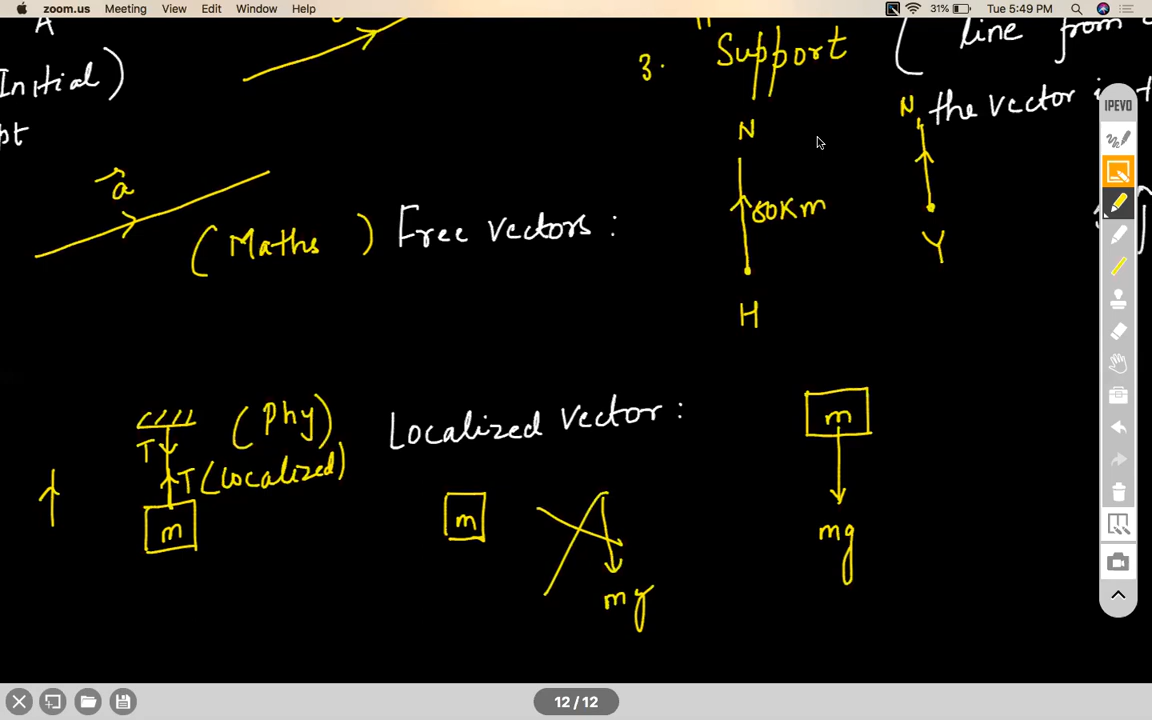 zoom.us Meeting View Edit Window Help 31% Tue 5:49 PM
A
Initial)
pt
3. "Support
( line from
the vector
IPEVO
N
60Km
H
N
Y
a
(Maths) Free vectors:
(Phy) Localized vector:
T
T (localized)
m
m
mg
m
mg
12/12